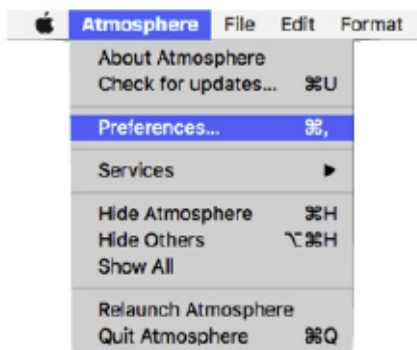 Atmosphere File Edit Format
About Atmosphere
Check for updates... ⌘U
Preferences... ⌘,
Services ▶
Hide Atmosphere ⌘H
Hide Others ⌥⌘H
Show All
Relaunch Atmosphere
Quit Atmosphere ⌘Q